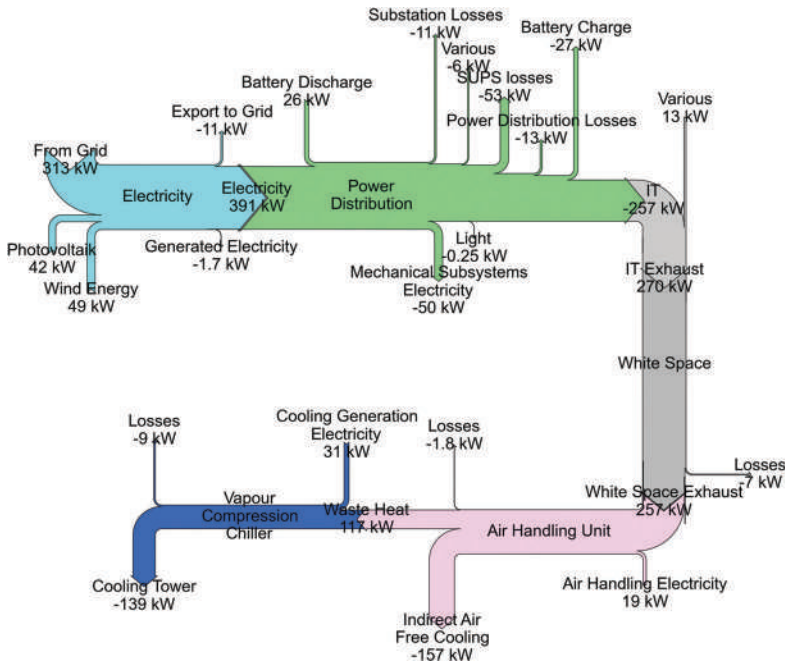 Substation Losses
-11 kW
Various
-6 kW
SUPS losses
-53 kW
Battery Charge
-27 kW
Battery Discharge
26 kW
Power Distribution Losses
-13 kW
Various
13 kW
Export to Grid
-11 kW
From Grid
313 kW
Electricity
Electricity
391 kW
Power
Distribution
IT
-257 kW
Photovoltaik
42 kW
Wind Energy
49 kW
Generated Electricity
-1.7 kW
Light
-0.25 kW
Mechanical Subsystems
Electricity
-50 kW
IT Exhaust
270 kW
White Space
Losses
-9 kW
Cooling Generation
Electricity
31 kW
Losses
-1.8 kW
Losses
-7 kW
White Space Exhaust
257 kW
Vapour
Compression
Chiller
Waste Heat
117 kW
Air Handling Unit
Cooling Tower
-139 kW
Indirect Air
Free Cooling
-157 kW
Air Handling Electricity
19 kW